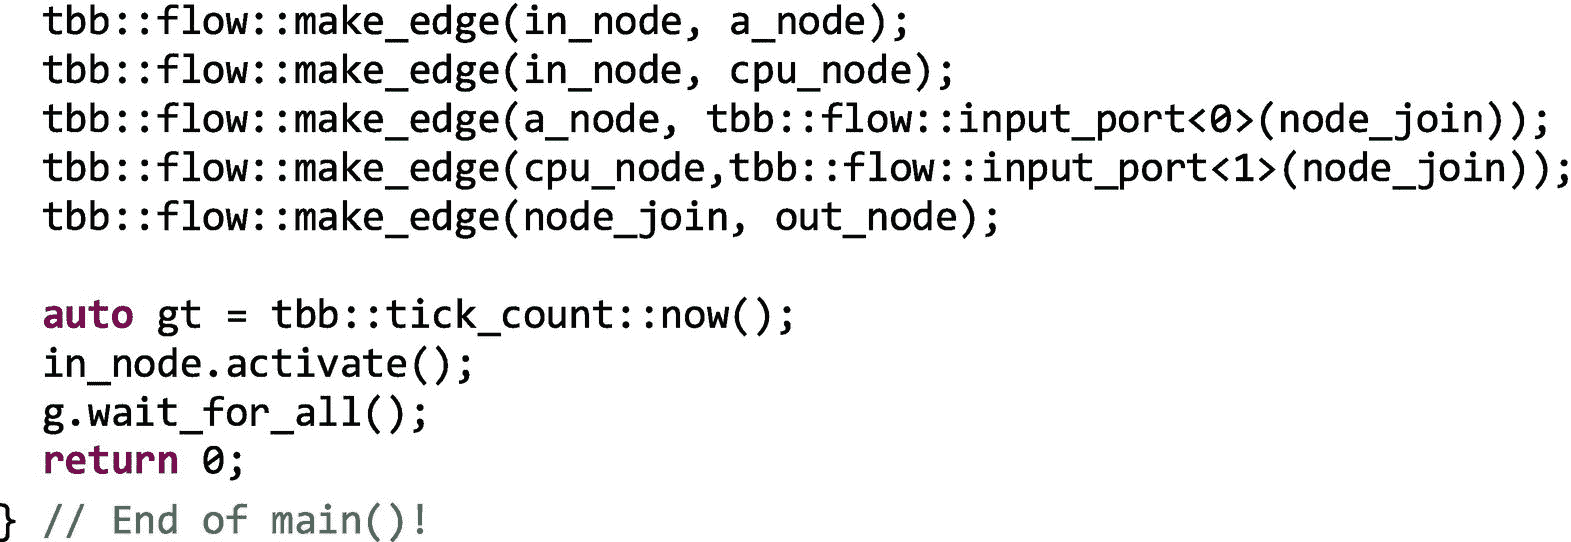 tbb::flow::make_edge(in_node, a_node);
tbb::flow::make_edge(in_node, cpu_node);
tbb::flow::make_edge(a_node, tbb::flow::input_port<0>(node_join));
tbb::flow::make_edge(cpu_node,tbb::flow::input_port<1>(node_join));
tbb::flow::make_edge(node_join, out_node);
auto gt = tbb::tick_count::now();
in_node.activate();
g.wait_for_all();
return 0;
} // End of main()!